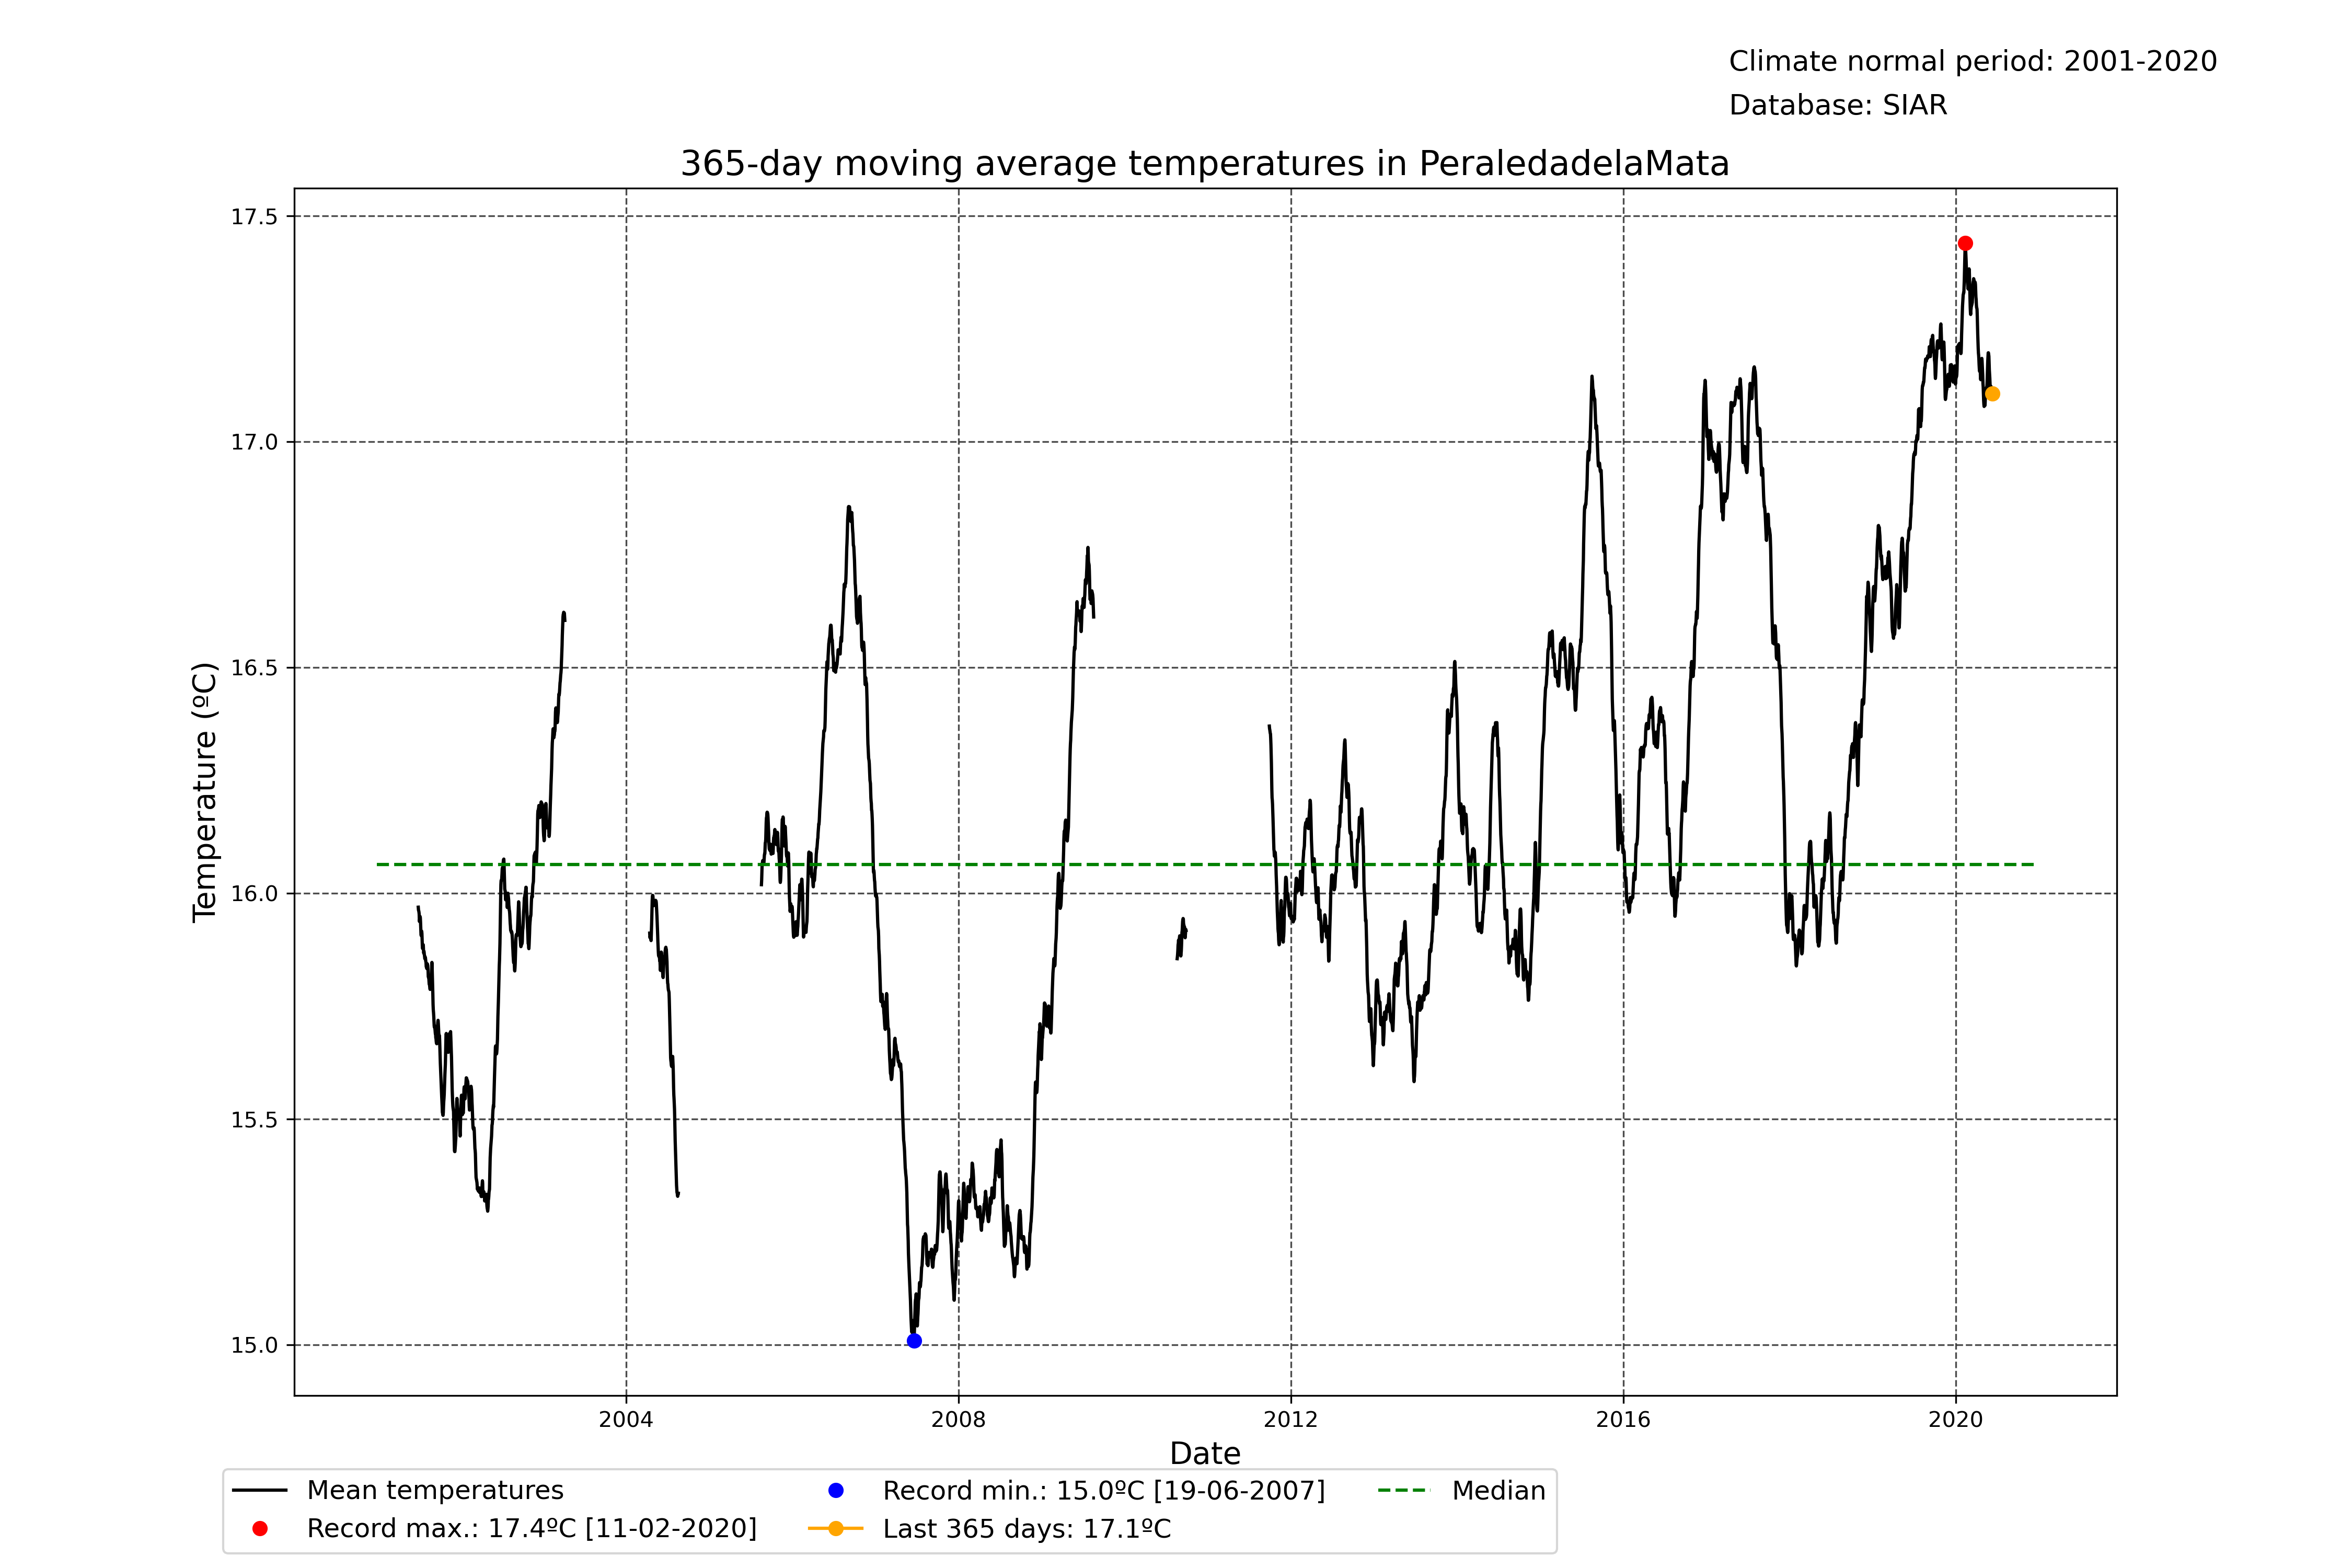 Climate normal period: 2001-2020
Database: SIAR
365-day moving average temperatures in PeraledadelaMata
17.5
17.0
16.5
16.0
15.5
15.0
Temperature (ºC)
2004 2008 2012 2016 2020
Date
Mean temperatures
Record max.: 17.4ºC [11-02-2020]
Record min.: 15.0ºC [19-06-2007]
Last 365 days: 17.1ºC
Median